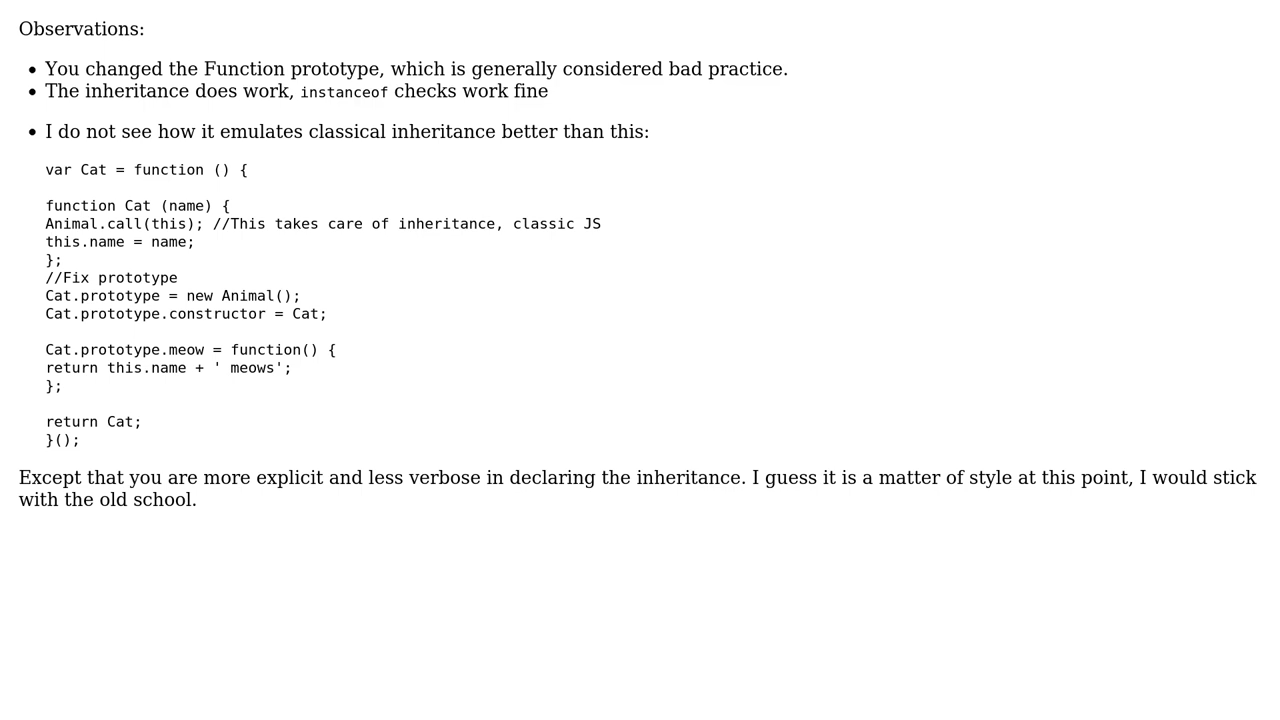 Observations:
• You changed the Function prototype, which is generally considered bad practice.
• The inheritance does work, instanceof checks work fine
• I do not see how it emulates classical inheritance better than this:
var Cat = function () {
function Cat (name) {
Animal.call(this); //This takes care of inheritance, classic JS
this.name = name;
};
//Fix prototype
Cat.prototype = new Animal();
Cat.prototype.constructor = Cat;
Cat.prototype.meow = function() {
return this.name + ' meows';
};
return Cat;
}();
Except that you are more explicit and less verbose in declaring the inheritance. I guess it is a matter of style at this point, I would stick
with the old school.